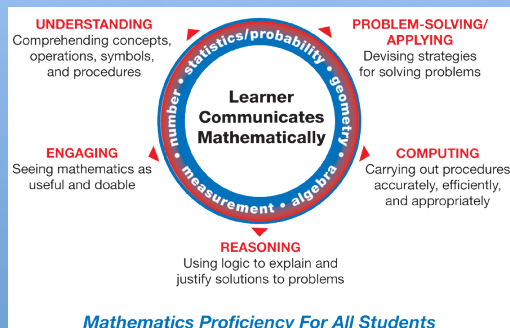 UNDERSTANDING
Comprehending concepts,
operations, symbols,
and procedures
PROBLEM-SOLVING/
APPLYING
Devising strategies
for solving problems
number • statistics/probability • geometry • algebra • measurement •
Learner
Communicates
Mathematically
ENGAGING
Seeing mathematics as
useful and doable
COMPUTING
Carrying out procedures
accurately, efficiently,
and appropriately
REASONING
Using logic to explain and
justify solutions to problems
Mathematics Proficiency For All Students